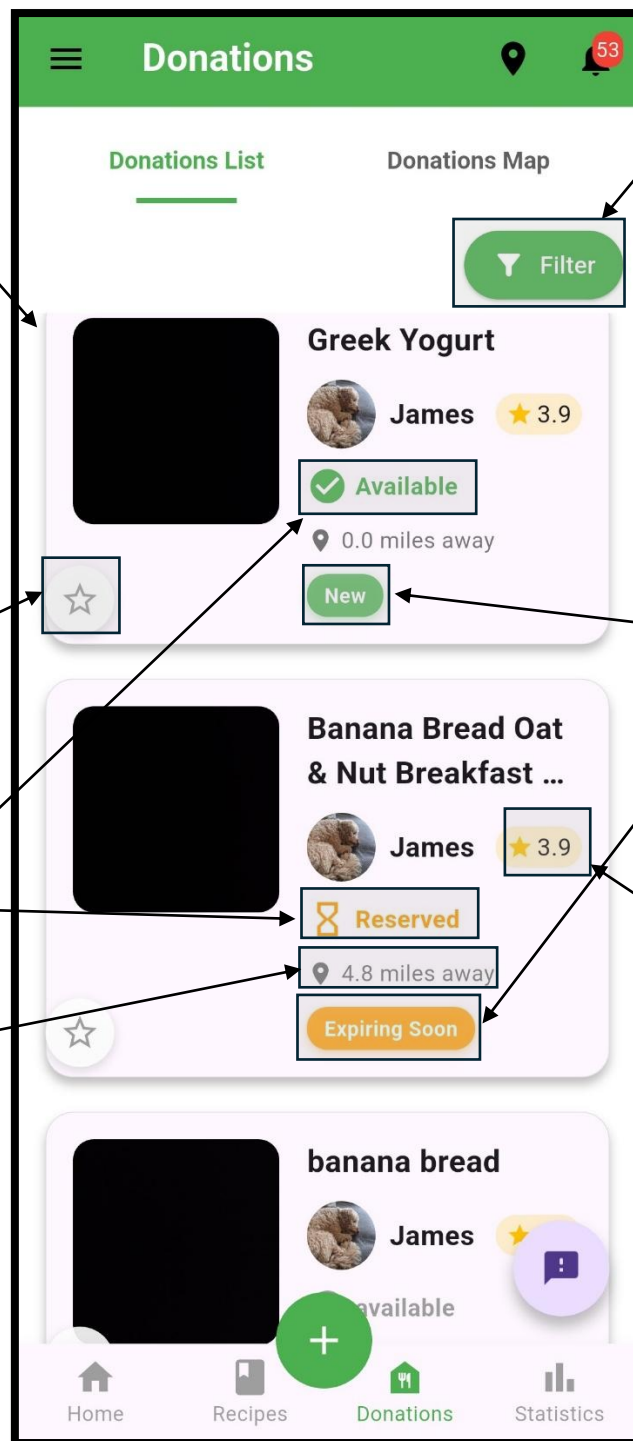 Donations
53
Donations List
Donations Map
Filter
Greek Yogurt
James
3.9
Available
0.0 miles away
New
Banana Bread Oat
& Nut Breakfast ...
James
3.9
Reserved
4.8 miles away
Expiring Soon
banana bread
James
available
Home
Recipes
Donations
Statistics